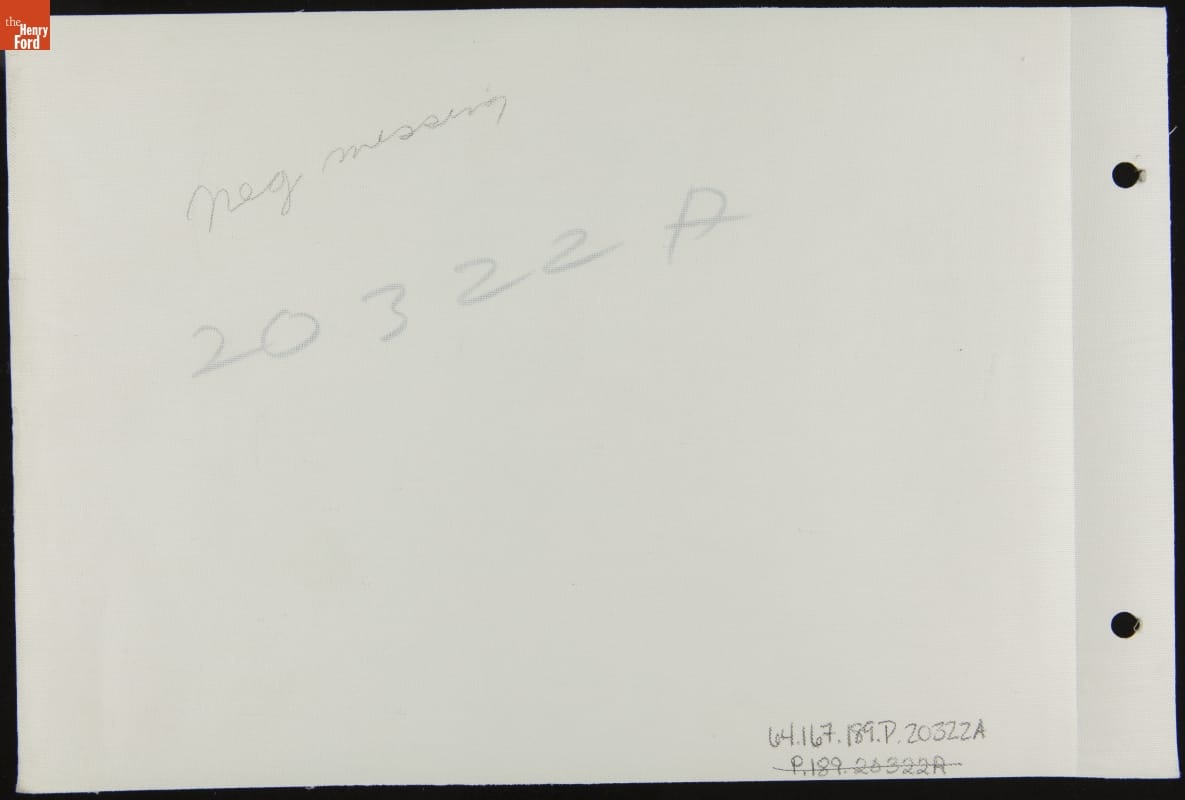 the
Henry
Ford
neg missing
20322A
64.167.189.P.20322A
P.189.20322A